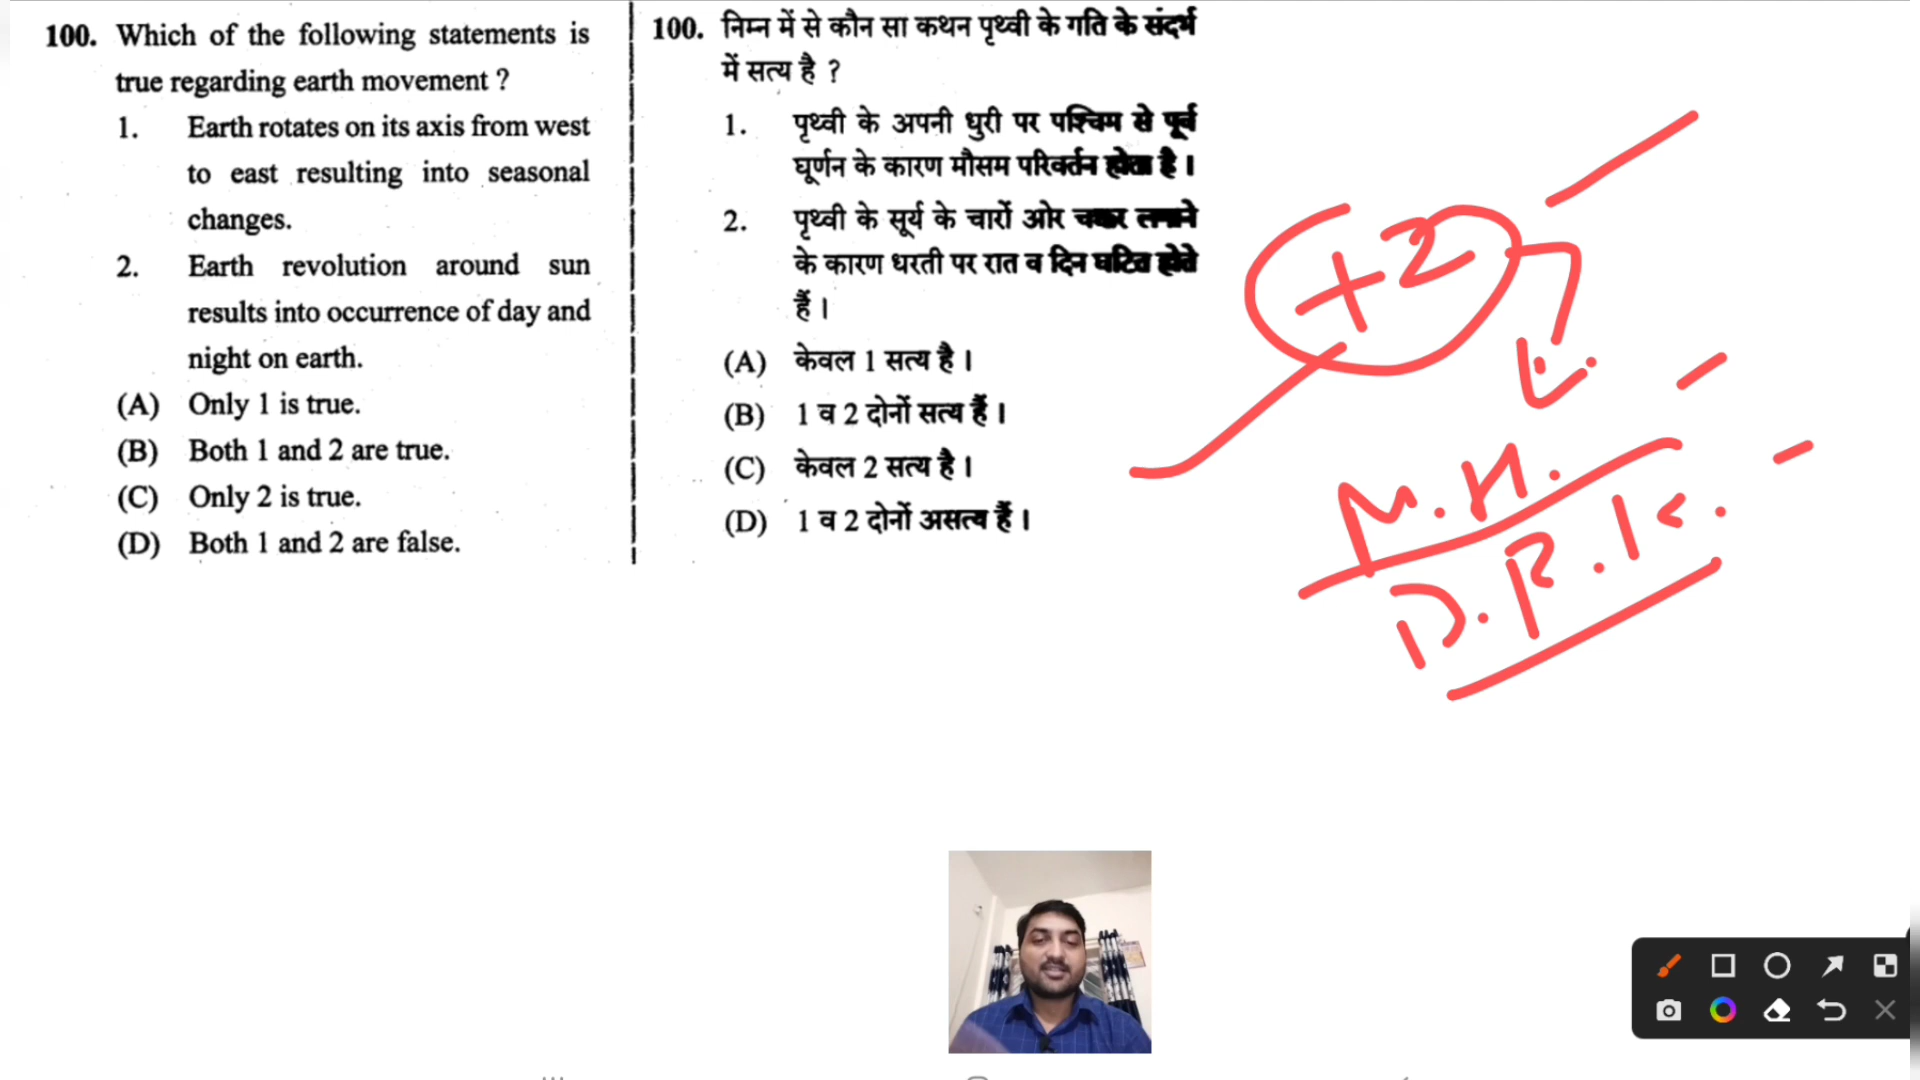 100. Which of the following statements is
true regarding earth movement ?
1. Earth rotates on its axis from west
to east resulting into seasonal
changes.
2. Earth revolution around sun
results into occurrence of day and
night on earth.
(A) Only 1 is true.
(B) Both 1 and 2 are true.
(C) Only 2 is true.
(D) Both 1 and 2 are false.
100. निम्न में से कौन सा कथन पृथ्वी के गति के संदर्भ
में सत्य है ?
1. पृथ्वी के अपनी धुरी पर पश्चिम से पूर्व
घूर्णन के कारण मौसम परिवर्तन होता है ।
2. पृथ्वी के सूर्य के चारों ओर चक्कर लगाने
के कारण धरती पर रात व दिन घटित होते
हैं ।
(A) केवल 1 सत्य है ।
(B) 1 व 2 दोनों सत्य हैं ।
(C) केवल 2 सत्य है ।
(D) 1 व 2 दोनों असत्य हैं ।
+2
M.H.
D.P.K.